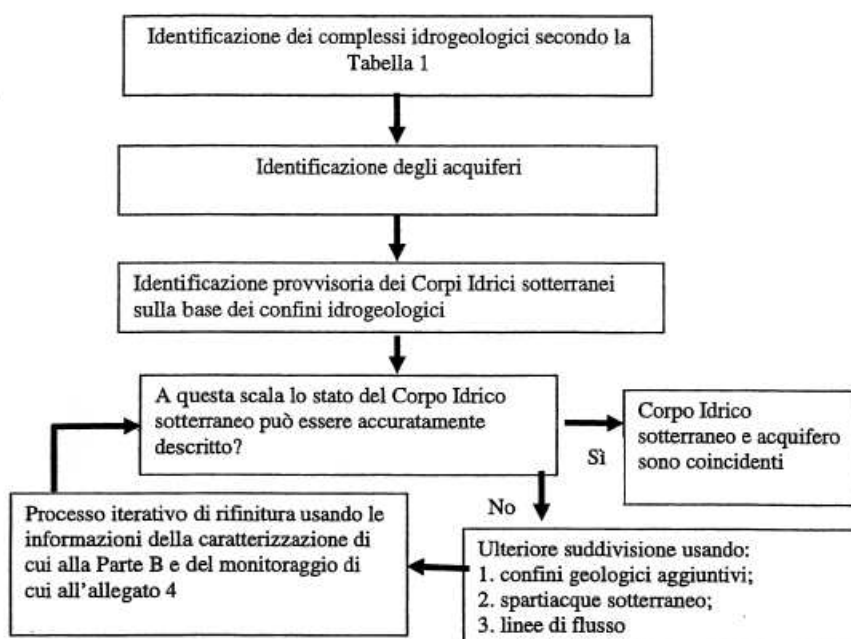 Identificazione dei complessi idrogeologici secondo la
Tabella 1
Identificazione degli acquiferi
Identificazione provvisoria dei Corpi Idrici sotterranei
sulla base dei confini idrogeologici
A questa scala lo stato del Corpo Idrico
sotterraneo può essere accuratamente
descritto?
Sì
Corpo Idrico
sotterraneo e acquifero
sono coincidenti
No
Ulteriore suddivisione usando:
1. confini geologici aggiuntivi;
2. spartiacque sotterraneo;
3. linee di flusso
Processo iterativo di rifinitura usando le
informazioni della caratterizzazione di
cui alla Parte B e del monitoraggio di
cui all'allegato 4